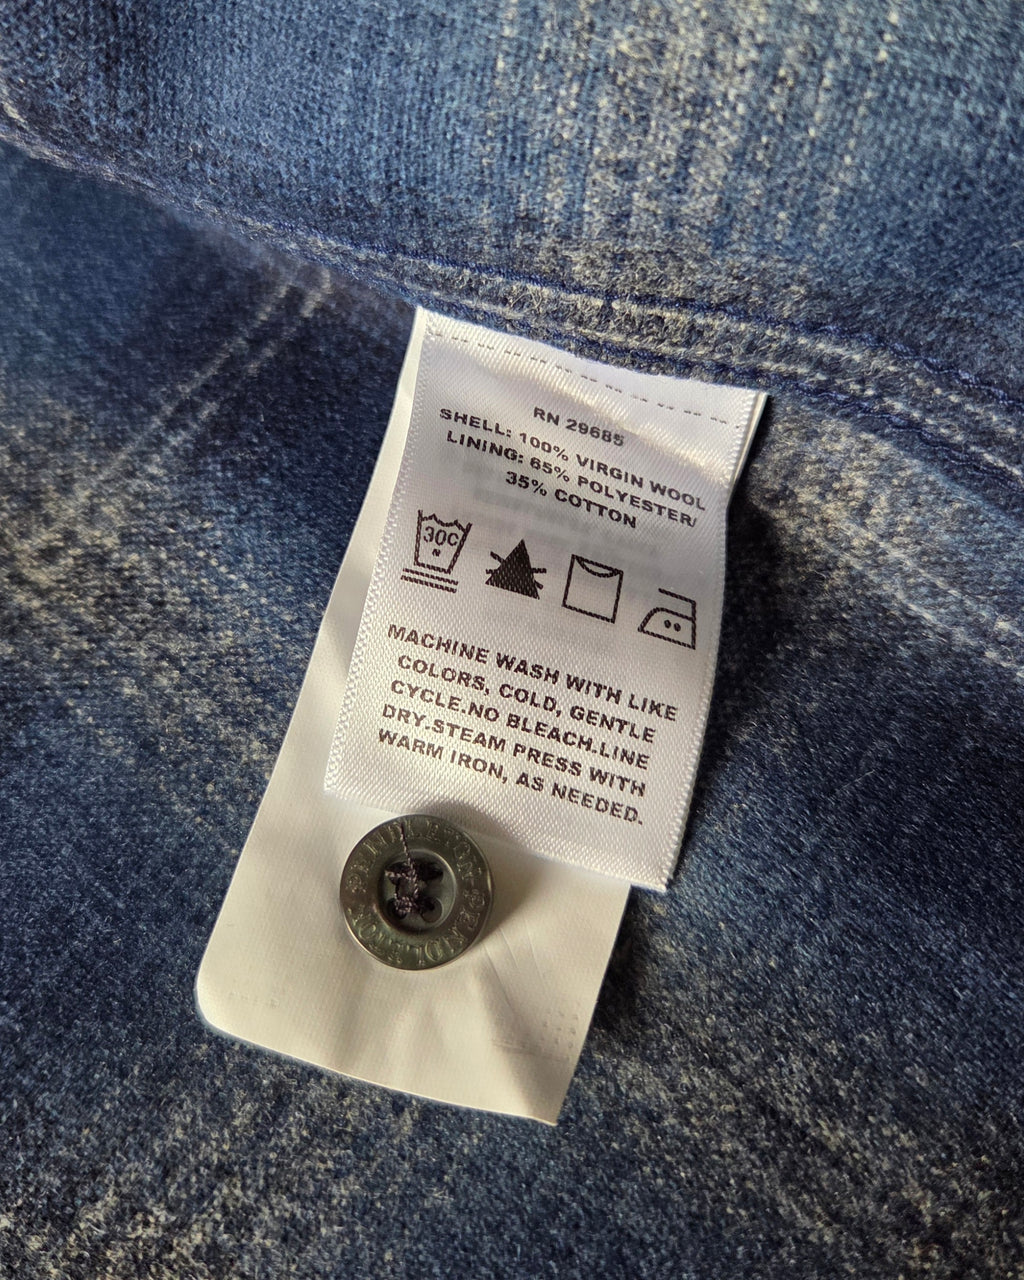 RN 29685
SHELL: 100% VIRGIN WOOL
LINING: 65% POLYESTER/
35% COTTON
30C
MACHINE WASH WITH LIKE
COLORS, COLD, GENTLE
CYCLE.NO BLEACH.LINE
DRY.STEAM PRESS WITH
WARM IRON, AS NEEDED.
PENDLETON PENDLETON